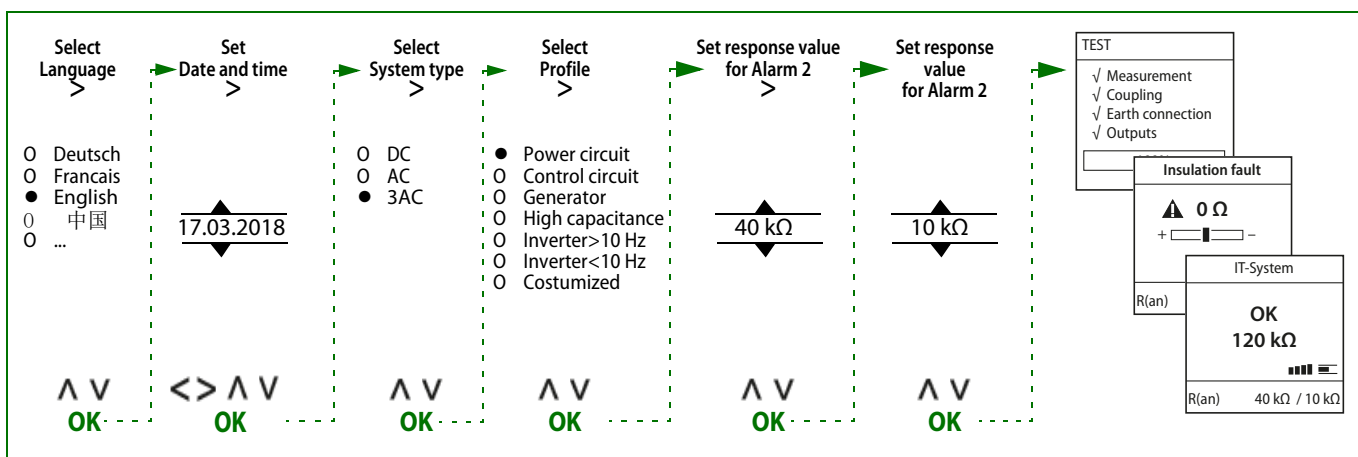 Select
Language
>
O Deutsch
O Francais
● English
O 中国
O ...
∧ ∨
OK
Set
Date and time
>
17.03.2018
< > ∧ ∨
OK
Select
System type
>
O DC
O AC
● 3AC
∧ ∨
OK
Select
Profile
>
● Power circuit
O Control circuit
O Generator
O High capacitance
O Inverter>10 Hz
O Inverter<10 Hz
O Costumized
∧ ∨
OK
Set response value
for Alarm 2
>
40 kΩ
∧ ∨
OK
Set response
value
for Alarm 2
10 kΩ
∧ ∨
OK
TEST
√ Measurement
√ Coupling
√ Earth connection
√ Outputs
Insulation fault
0 Ω
+ −
R(an)
IT-System
OK
120 kΩ
R(an) 40 kΩ / 10 kΩ